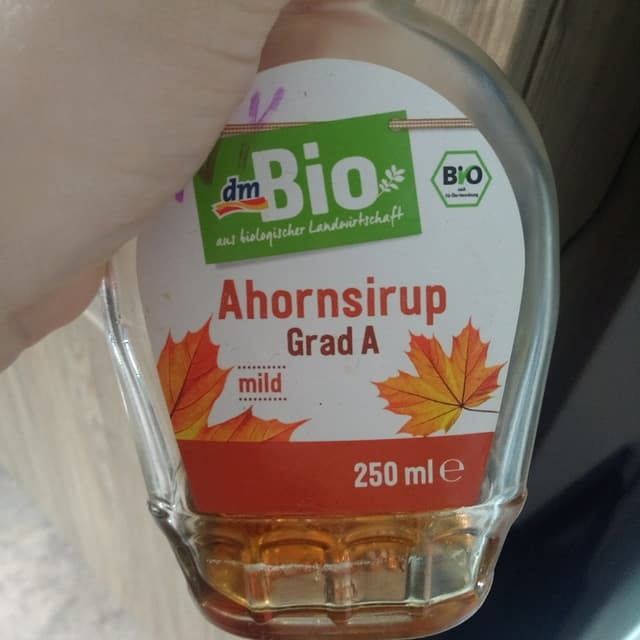 dm
Bio
aus biologischer Landwirtschaft
BIO
Ahornsirup
Grad A
mild
250 ml ℮